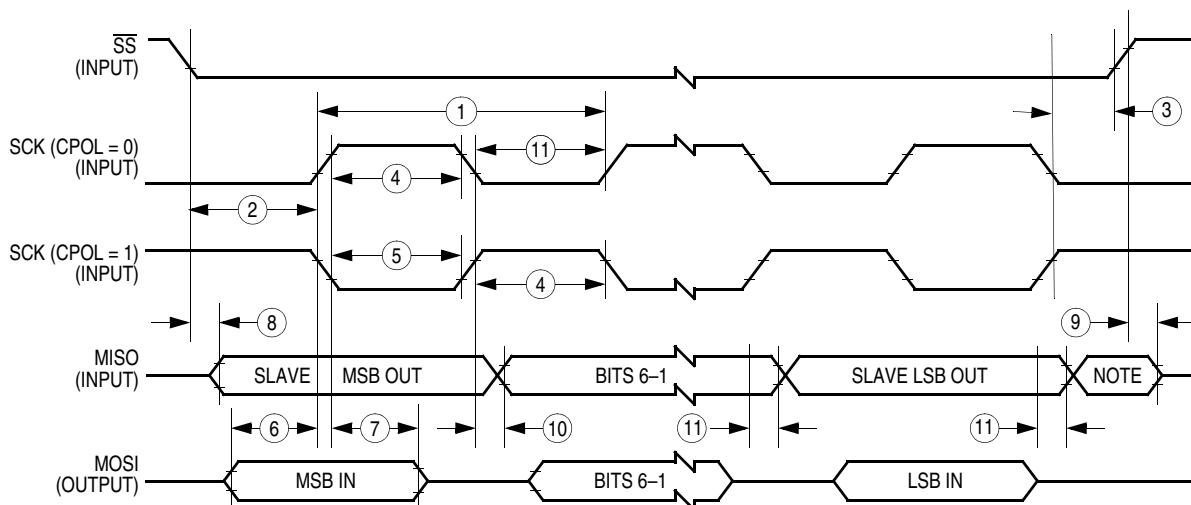 SS
(INPUT)
1
3
SCK (CPOL = 0)
(INPUT)
11
4
2
SCK (CPOL = 1)
(INPUT)
5
4
8
9
MISO
(INPUT)
SLAVE MSB OUT
BITS 6–1
SLAVE LSB OUT
NOTE
6
7
10
11
11
MOSI
(OUTPUT)
MSB IN
BITS 6–1
LSB IN